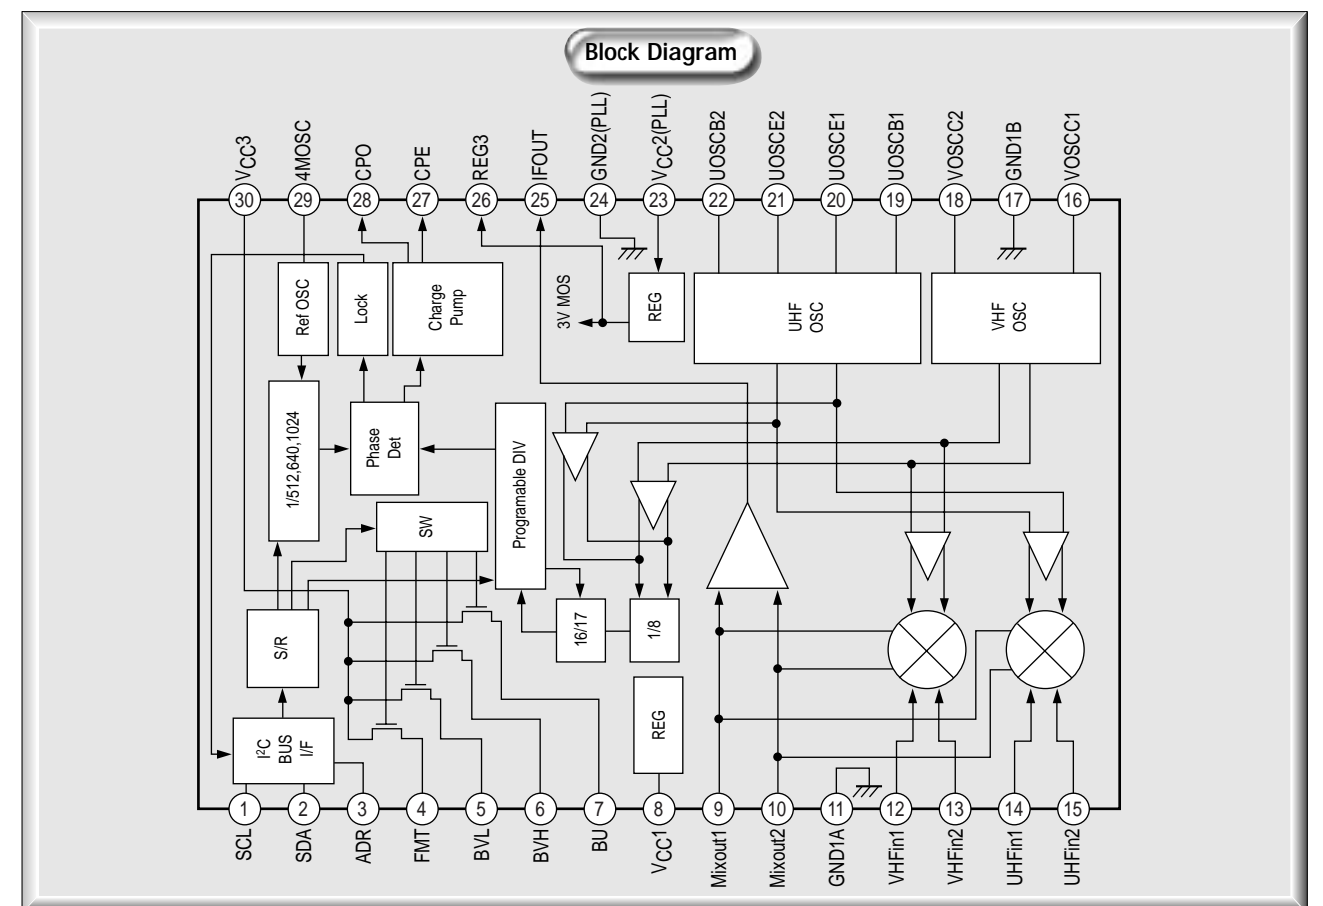 Block Diagram
VCC3
4MOSC
CPO
CPE
REG3
IFOUT
GND2(PLL)
VCC2(PLL)
UOSCB2
UOSCE2
UOSCE1
UOSCB1
VOSCC2
GND1B
VOSCC1
30
29
28
27
26
25
24
23
22
21
20
19
18
17
16
Ref OSC
Lock
Charge
Pump
3V MOS
REG
UHF
OSC
VHF
OSC
1/512,640,1024
Phase
Det
Programable DIV
SW
S/R
16/17
1/8
I²C
BUS
I/F
REG
1
2
3
4
5
6
7
8
9
10
11
12
13
14
15
SCL
SDA
ADR
FMT
BVL
BVH
BU
VCC1
Mixout1
Mixout2
GND1A
VHFin1
VHFin2
UHFin1
UHFin2